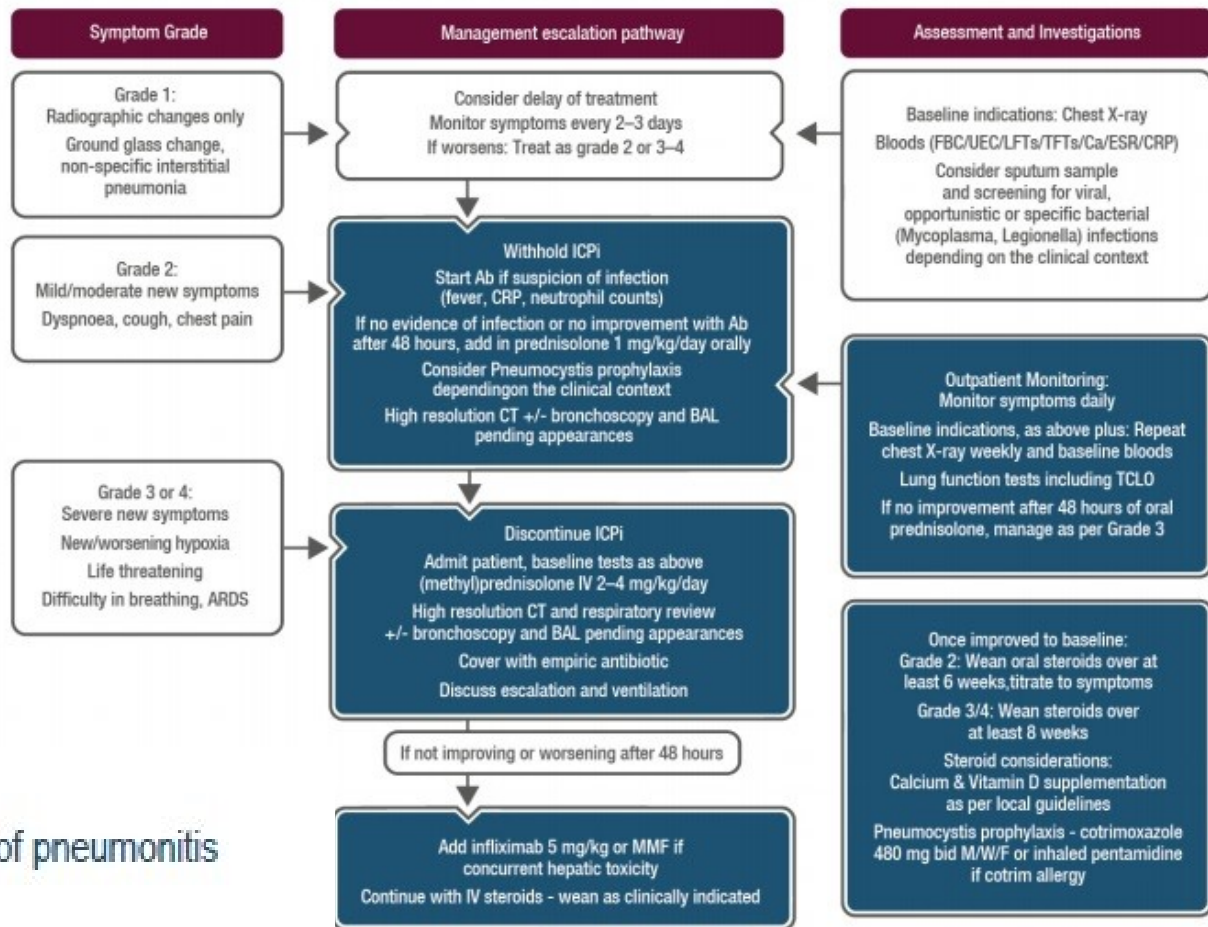 Symptom Grade
Management escalation pathway
Assessment and Investigations
Grade 1:
Radiographic changes only
Ground glass change,
non-specific interstitial
pneumonia
Consider delay of treatment
Monitor symptoms every 2–3 days
If worsens: Treat as grade 2 or 3–4
Baseline indications: Chest X-ray
Bloods (FBC/UEC/LFTs/TFTs/Ca/ESR/CRP)
Consider sputum sample
and screening for viral,
opportunistic or specific bacterial
(Mycoplasma, Legionella) infections
depending on the clinical context
Grade 2:
Mild/moderate new symptoms
Dyspnoea, cough, chest pain
Withhold ICPi
Start Ab if suspicion of infection
(fever, CRP, neutrophil counts)
If no evidence of infection or no improvement with Ab
after 48 hours, add in prednisolone 1 mg/kg/day orally
Consider Pneumocystis prophylaxis
dependingon the clinical context
High resolution CT +/- bronchoscopy and BAL
pending appearances
Outpatient Monitoring:
Monitor symptoms daily
Baseline indications, as above plus: Repeat
chest X-ray weekly and baseline bloods
Lung function tests including TCLO
If no improvement after 48 hours of oral
prednisolone, manage as per Grade 3
Grade 3 or 4:
Severe new symptoms
New/worsening hypoxia
Life threatening
Difficulty in breathing, ARDS
Discontinue ICPi
Admit patient, baseline tests as above
(methyl)prednisolone IV 2–4 mg/kg/day
High resolution CT and respiratory review
+/- bronchoscopy and BAL pending appearances
Cover with empiric antibiotic
Discuss escalation and ventilation
If not improving or worsening after 48 hours
Add infliximab 5 mg/kg or MMF if
concurrent hepatic toxicity
Continue with IV steroids - wean as clinically indicated
Once improved to baseline:
Grade 2: Wean oral steroids over at
least 6 weeks,titrate to symptoms
Grade 3/4: Wean steroids over
at least 8 weeks
Steroid considerations:
Calcium & Vitamin D supplementation
as per local guidelines
Pneumocystis prophylaxis - cotrimoxazole
480 mg bid M/W/F or inhaled pentamidine
if cotrim allergy
of pneumonitis